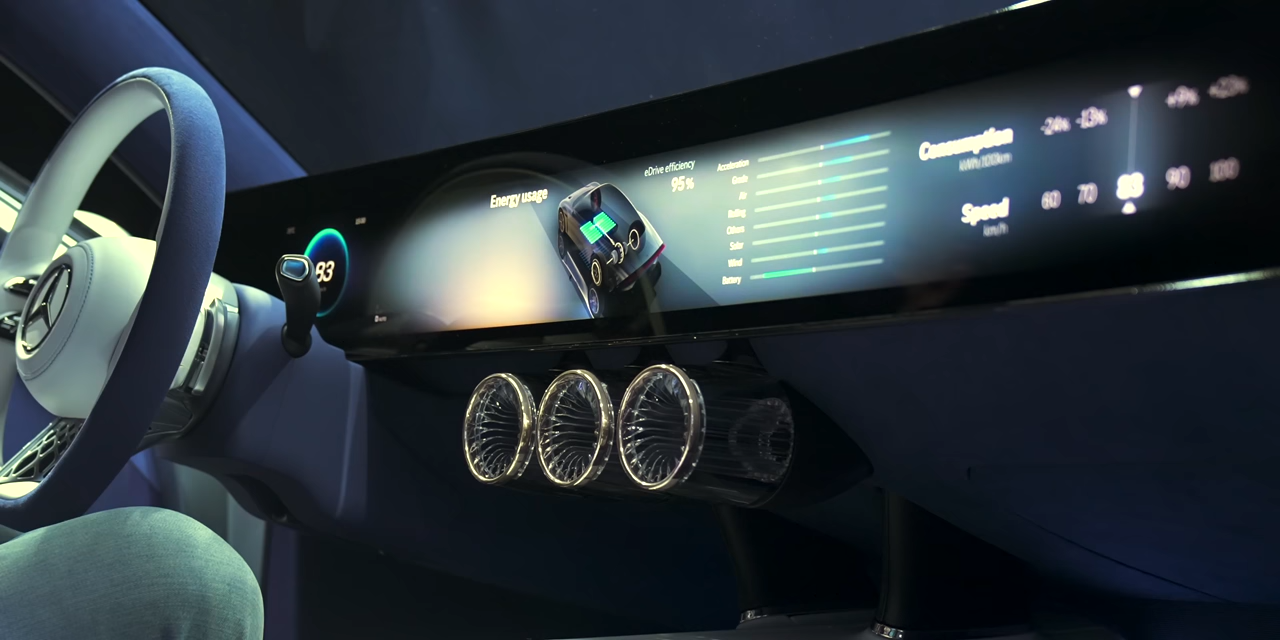 83
Energy usage
eDrive efficiency
95 %
Acceleration
Grade
Air
Rolling
Others
Solar
Wind
Battery
Consumption
kWh/100km
-24% -13% +9% +23%
Speed
km/h
60 70 83 90 100